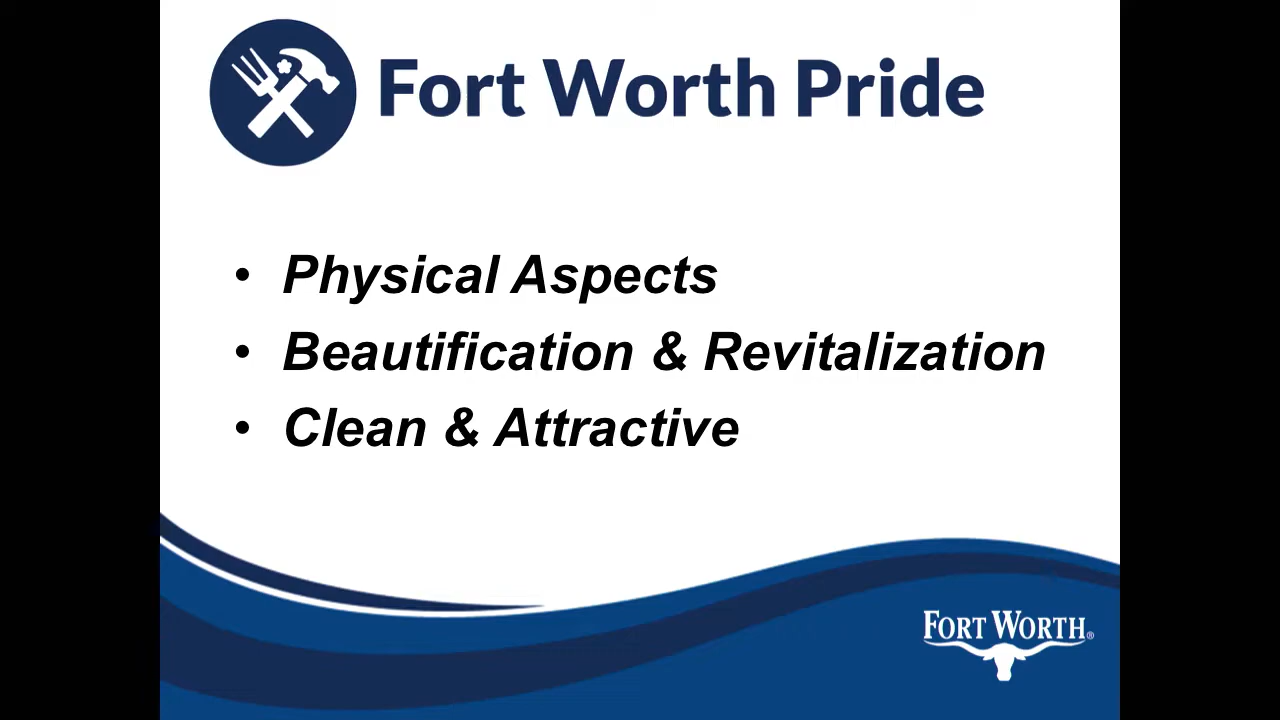 Fort Worth Pride
• Physical Aspects
• Beautification & Revitalization
• Clean & Attractive
FORT WORTH®